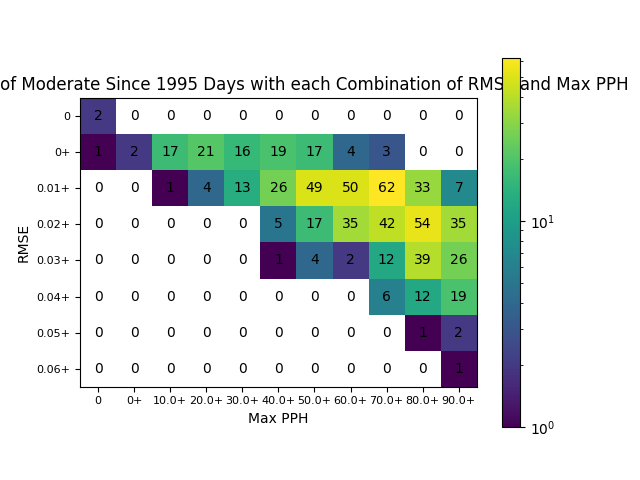 of Moderate Since 1995 Days with each Combination of RMSE and Max PPH
RMSE
0 2 0 0 0 0 0 0 0 0 0 0
0+ 1 2 17 21 16 19 17 4 3 0 0
0.01+ 0 0 1 4 13 26 49 50 62 33 7
0.02+ 0 0 0 0 0 5 17 35 42 54 35
0.03+ 0 0 0 0 0 1 4 2 12 39 26
0.04+ 0 0 0 0 0 0 0 0 6 12 19
0.05+ 0 0 0 0 0 0 0 0 0 1 2
0.06+ 0 0 0 0 0 0 0 0 0 0 1
0 0+ 10.0+ 20.0+ 30.0+ 40.0+ 50.0+ 60.0+ 70.0+ 80.0+ 90.0+
Max PPH
10¹
10⁰